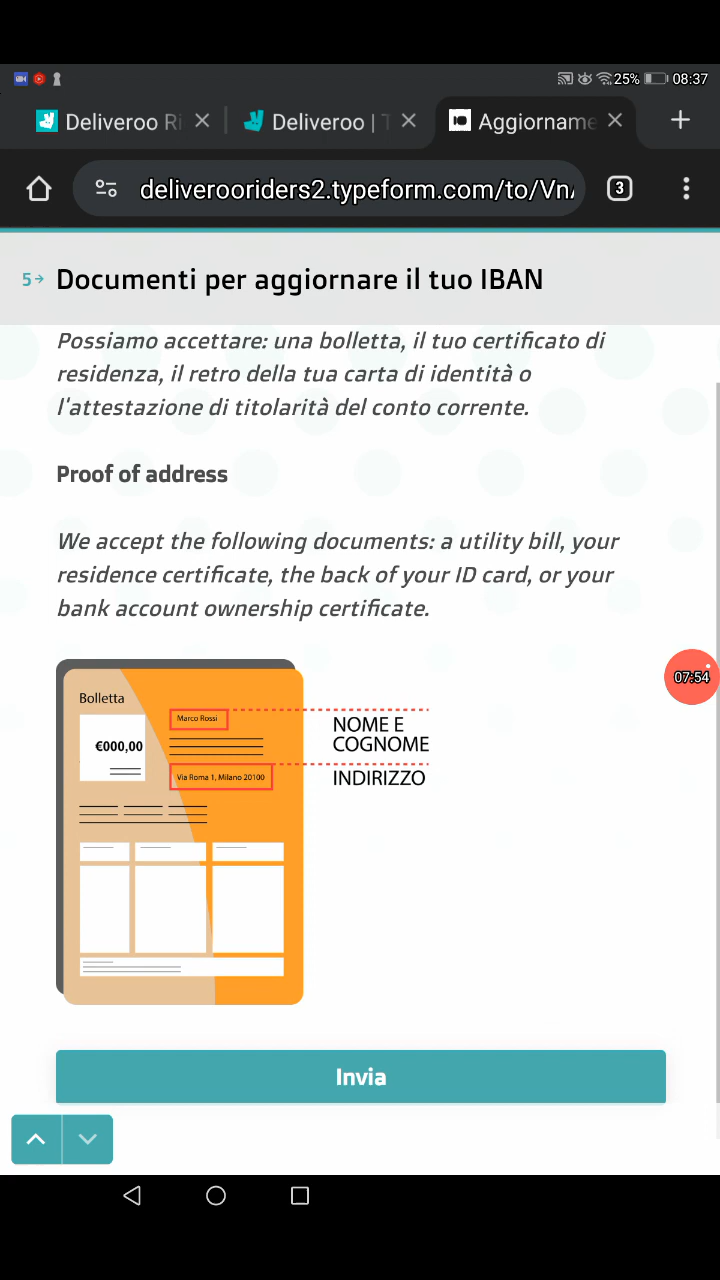 25% 08:37
Deliveroo Ri
Deliveroo | T
Aggiorname
deliverooriders2.typeform.com/to/Vn
3
5 Documenti per aggiornare il tuo IBAN
Possiamo accettare: una bolletta, il tuo certificato di
residenza, il retro della tua carta di identità o
l'attestazione di titolarità del conto corrente.
Proof of address
We accept the following documents: a utility bill, your
residence certificate, the back of your ID card, or your
bank account ownership certificate.
07:54
Bolletta
Marco Rossi
NOME E
COGNOME
€000,00
Via Roma 1, Milano 20100
INDIRIZZO
Invia